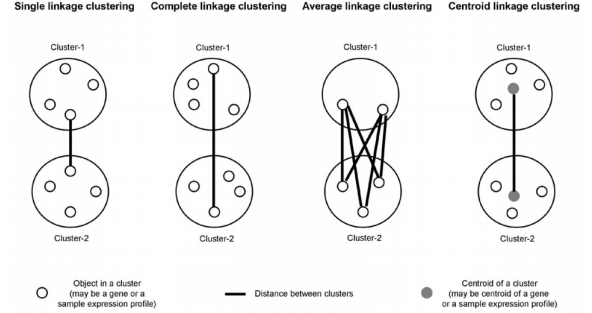 Single linkage clustering
Complete linkage clustering
Average linkage clustering
Centroid linkage clustering
Cluster-1
Cluster-1
Cluster-1
Cluster-1
Cluster-2
Cluster-2
Cluster-2
Cluster-2
Object in a cluster
(may be a gene or a
sample expression profile)
Distance between clusters
Centroid of a cluster
(may be centroid of a gene
or a sample expression profile)